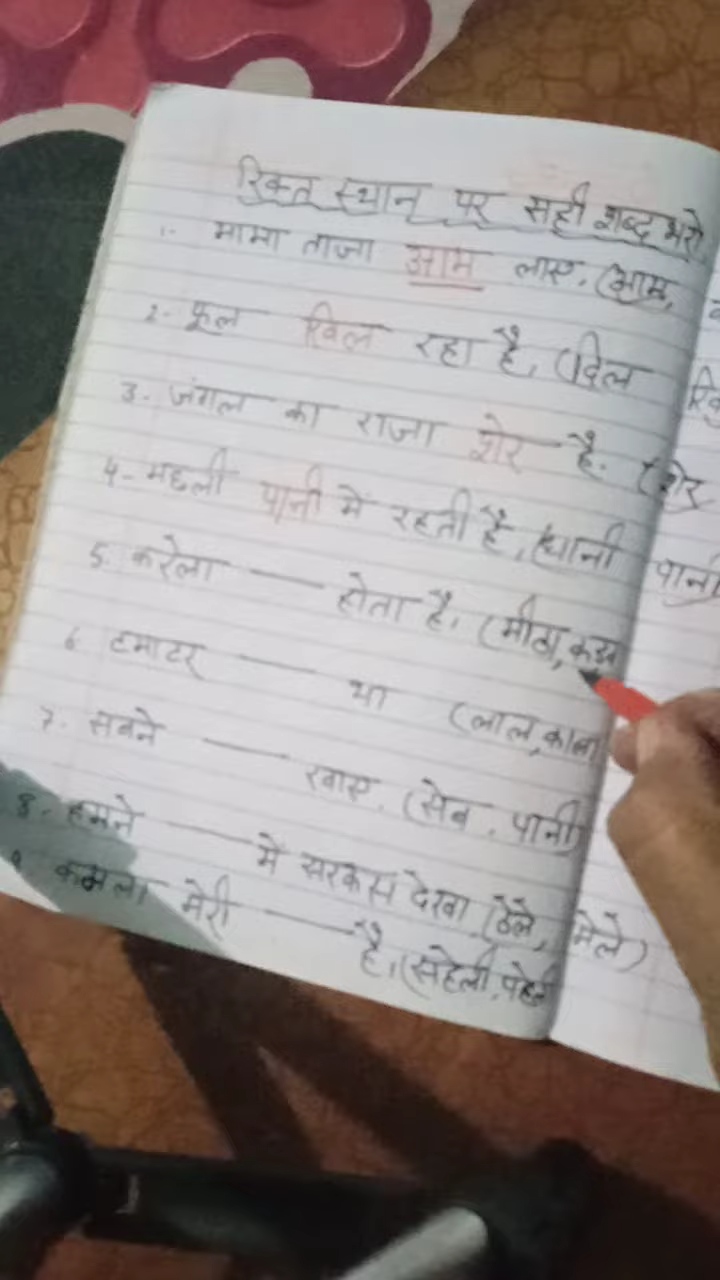 रिक्त स्थान पर सही शब्द भरो
1. मामा ताजा आम लाए. (आम,
2- फूल खिल रहा है, (दिल
3- जंगल का राजा शेर है. (शेर
4- मछली पानी में रहती है, (धानी पानी
5. करेला — होता है, (मीठा, कड़व
6. टमाटर — था (लाल, काला
7. सबने — खाए. (सेब, पानी)
8. हमने — में सरकस देखा (ठेले, मेले)
9 कमला मेरी — है, (सहेली, पहेली